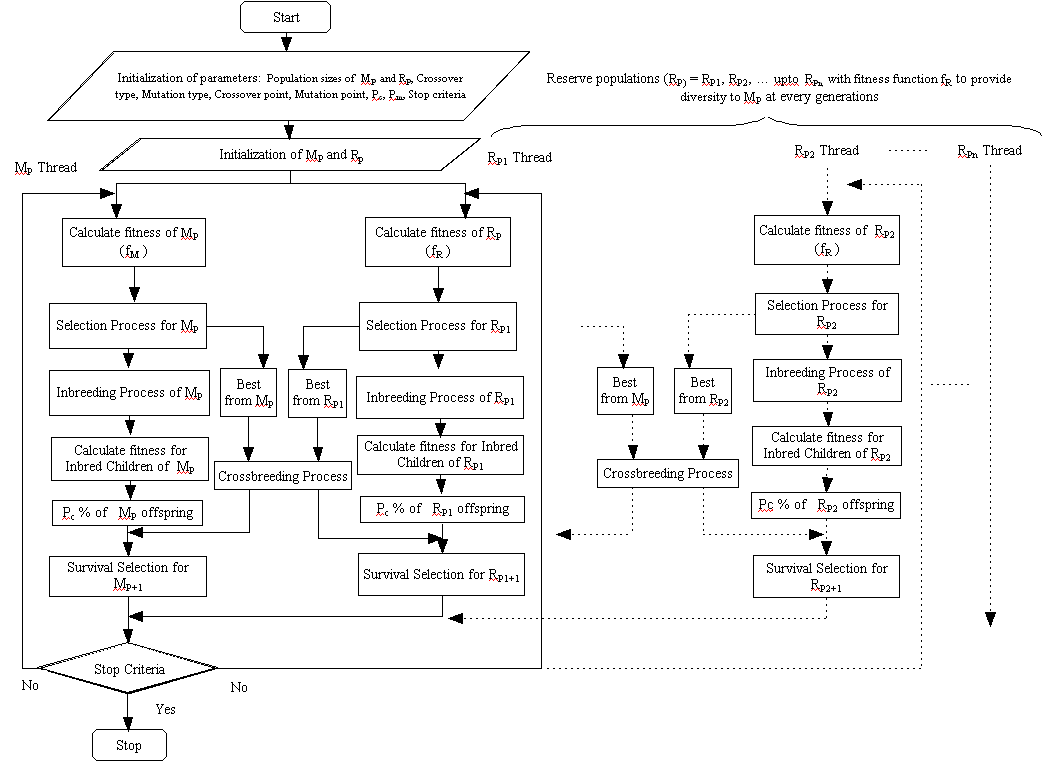 Start
Initialization of parameters: Population sizes of MP and RP, Crossover
type, Mutation type, Crossover point, Mutation point, Pc, Pm, Stop criteria
Reserve populations (RP) = RP1, RP2, ... upto RPn with fitness function fR to provide
diversity to MP at every generations
Initialization of MP and Rp
MP Thread
RP1 Thread
RP2 Thread
RPn Thread
Calculate fitness of MP
(fM )
Calculate fitness of RP
(fR)
Calculate fitness of RP2
(fR )
Selection Process for MP
Selection Process for RP1
Selection Process for
RP2
Inbreeding Process of MP
Best
from MP
Best
from RP1
Inbreeding Process of RP1
Best
from MP
Best
from RP2
Inbreeding Process of
RP2
Calculate fitness for
Inbred Children of MP
Crossbreeding Process
Calculate fitness for Inbred
Children of RP1
Crossbreeding Process
Calculate fitness for
Inbred Children of RP2
Pc % of MP offspring
Pc % of RP1 offspring
Pc % of RP2 offspring
Survival Selection for
MP+1
Survival Selection for RP1+1
Survival Selection for
RP2+1
Stop Criteria
No
No
Yes
Stop